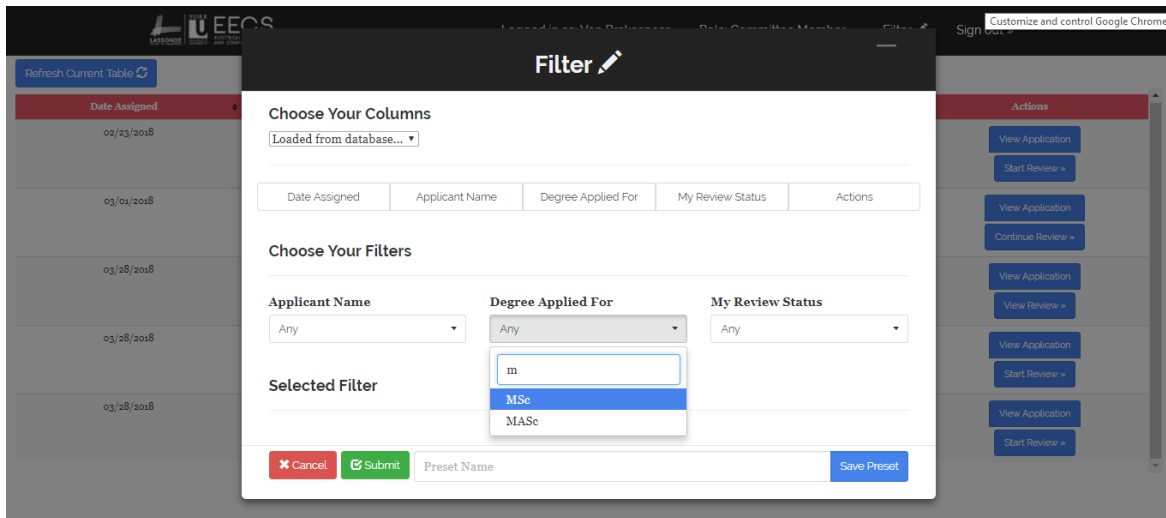 LASSONDE
YORK
U
EECS
Sign out »
Customize and control Google Chrome
Filter
Refresh Current Table
Date Assigned
Actions
Choose Your Columns
Loaded from database...
02/23/2018
View Application
Start Review »
Date Assigned Applicant Name Degree Applied For My Review Status Actions
03/01/2018
View Application
Continue Review »
Choose Your Filters
03/28/2018
View Application
View Review »
Applicant Name Degree Applied For My Review Status
Any Any Any
03/28/2018
View Application
Start Review »
m
MSc
MASc
Selected Filter
03/28/2018
View Application
Start Review »
Cancel Submit Preset Name Save Preset